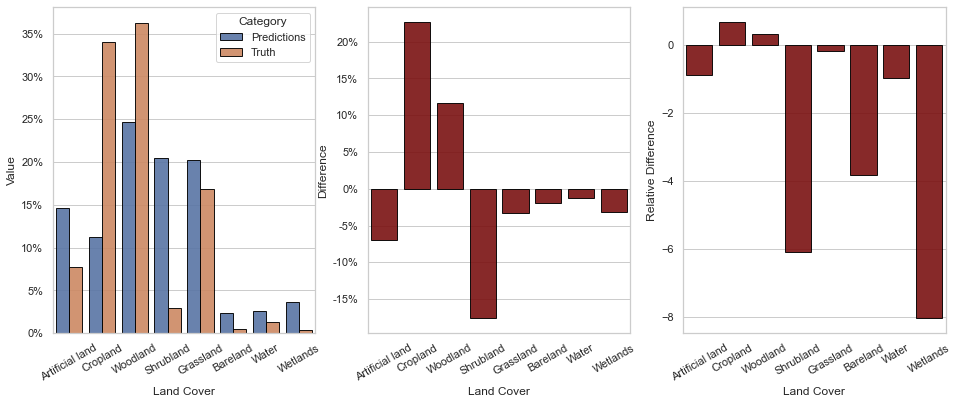 Value
35%
30%
25%
20%
15%
10%
5%
0%
Category
Predictions
Truth
Artificial land
Cropland
Woodland
Shrubland
Grassland
Bareland
Water
Wetlands
Land Cover
Difference
20%
15%
10%
5%
0%
-5%
-10%
-15%
Artificial land
Cropland
Woodland
Shrubland
Grassland
Bareland
Water
Wetlands
Land Cover
Relative Difference
0
−2
−4
−6
−8
Artificial land
Cropland
Woodland
Shrubland
Grassland
Bareland
Water
Wetlands
Land Cover